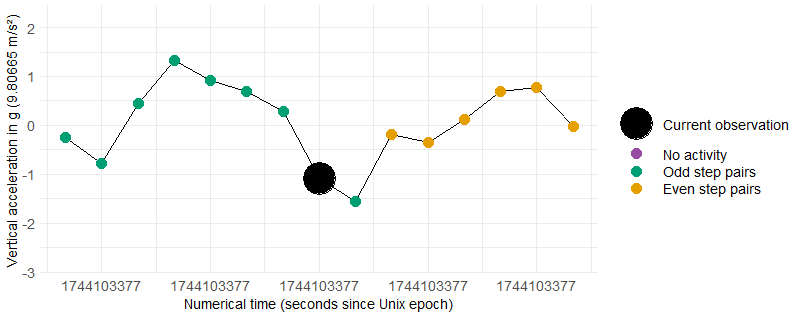 Vertical acceleration in g (9.80665 m/s²)
2
1
0
-1
-2
-3
1744103377 1744103377 1744103377 1744103377 1744103377
Numerical time (seconds since Unix epoch)
Current observation
No activity
Odd step pairs
Even step pairs